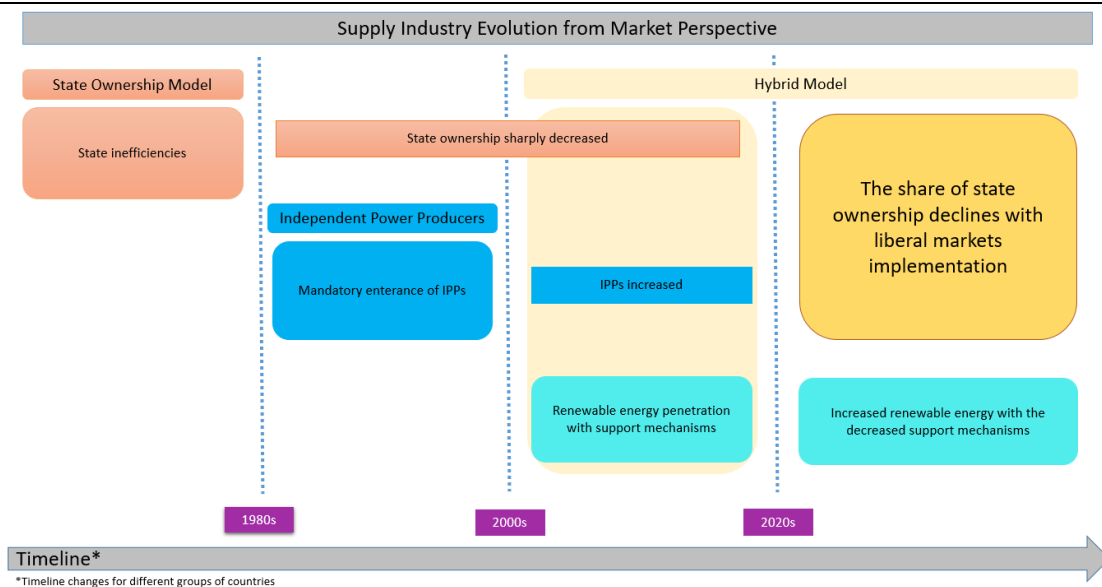 Supply Industry Evolution from Market Perspective
State Ownership Model
Hybrid Model
State inefficiencies
State ownership sharply decreased
The share of state
ownership declines with
liberal markets
implementation
Independent Power Producers
Mandatory enterance of IPPs
IPPs increased
Renewable energy penetration
with support mechanisms
Increased renewable energy with the
decreased support mechanisms
1980s
2000s
2020s
Timeline*
*Timeline changes for different groups of countries